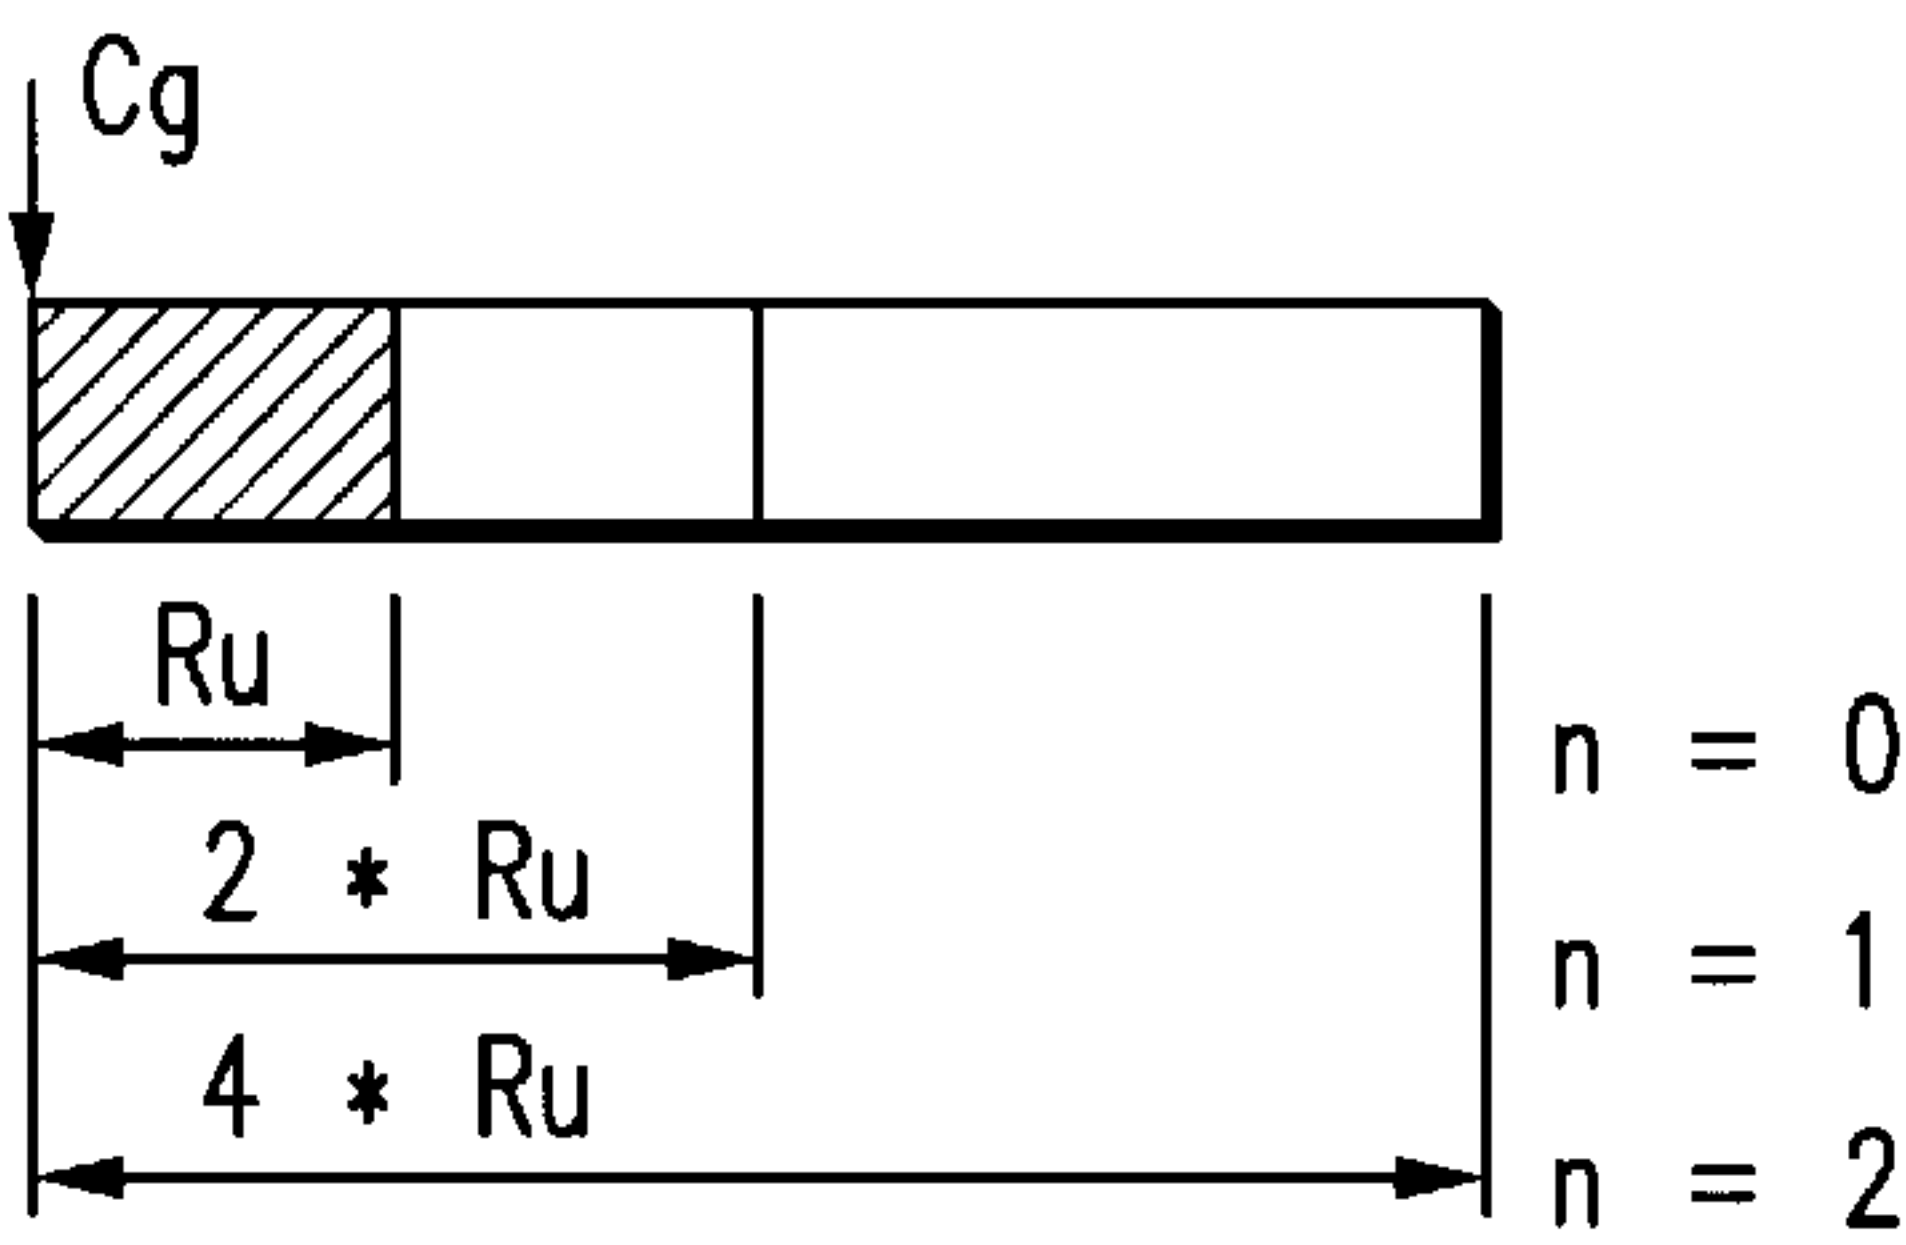 Cg
Ru
n = 0
2 * Ru
n = 1
4 * Ru
n = 2